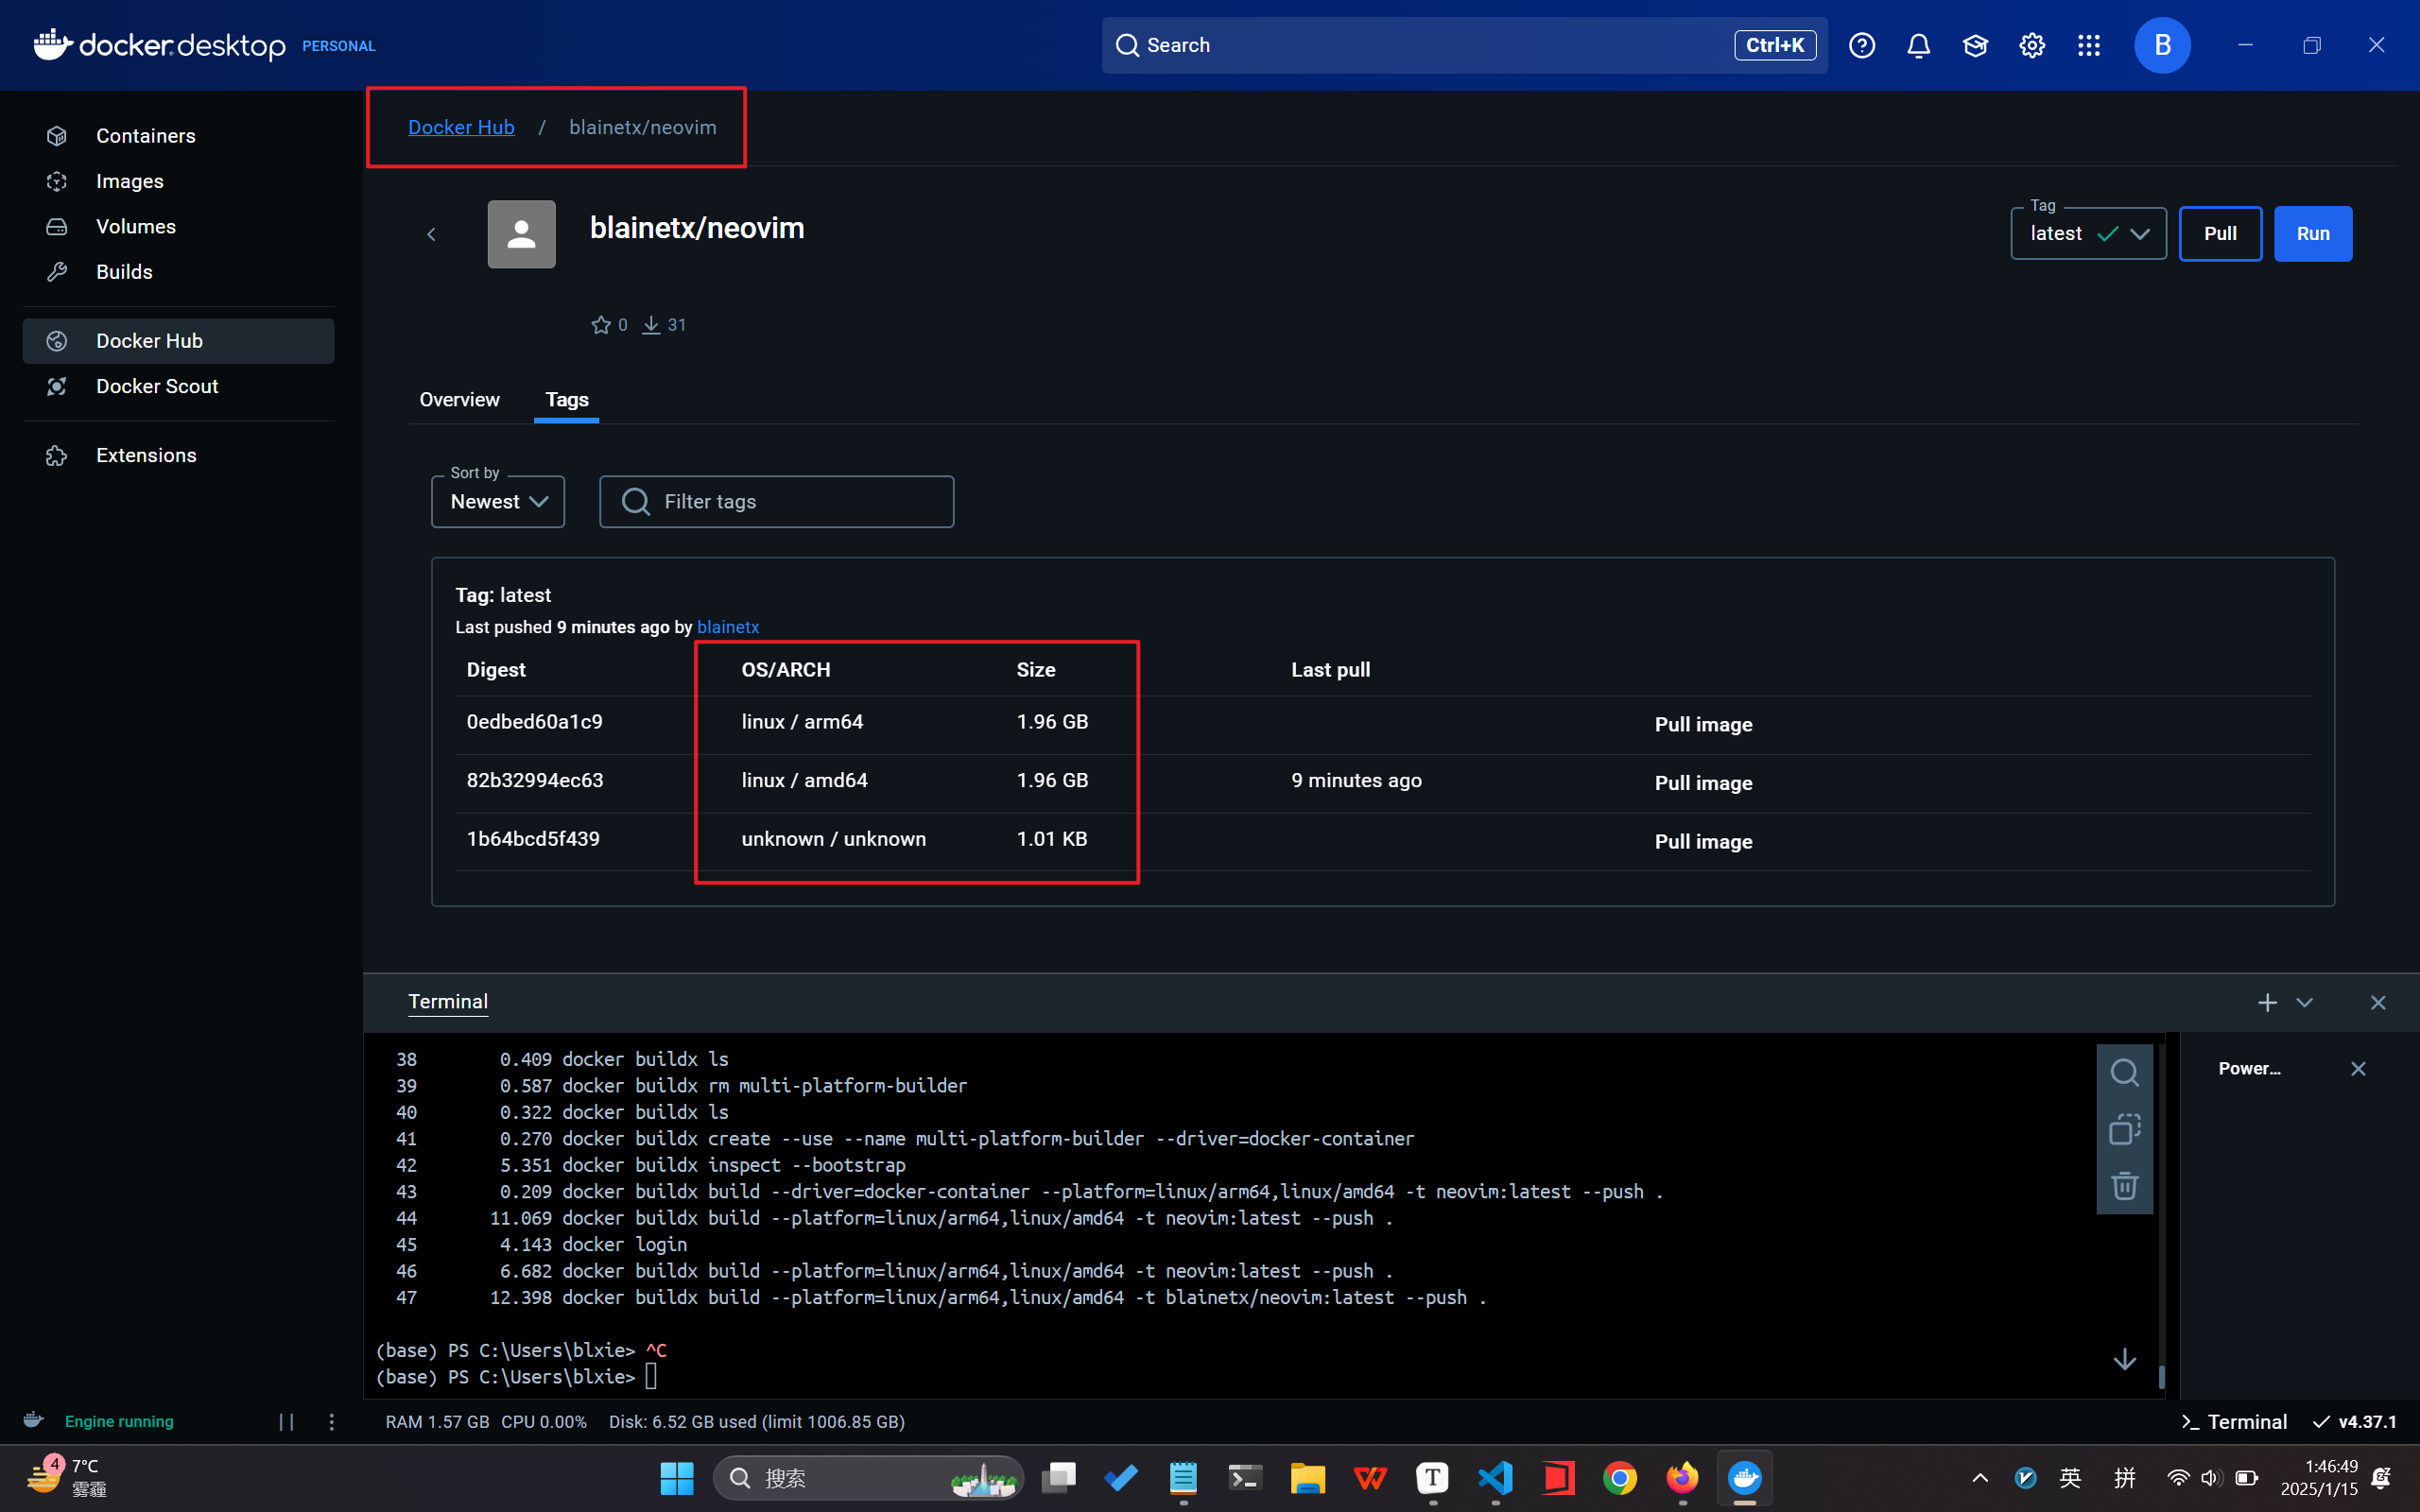 docker desktop PERSONAL
Search
Ctrl+K
B
Containers
Images
Volumes
Builds
Docker Hub
Docker Scout
Extensions
Docker Hub / blainetx/neovim
blainetx/neovim
Tag
latest
Pull
Run
0 31
Overview
Tags
Sort by
Newest
Filter tags
Tag: latest
Last pushed 9 minutes ago by blainetx
Digest OS/ARCH Size Last pull
0edbed60a1c9 linux / arm64 1.96 GB Pull image
82b32994ec63 linux / amd64 1.96 GB 9 minutes ago Pull image
1b64bcd5f439 unknown / unknown 1.01 KB Pull image
Terminal
38 0.409 docker buildx ls
39 0.587 docker buildx rm multi-platform-builder
40 0.322 docker buildx ls
41 0.270 docker buildx create --use --name multi-platform-builder --driver=docker-container
42 5.351 docker buildx inspect --bootstrap
43 0.209 docker buildx build --driver=docker-container --platform=linux/arm64,linux/amd64 -t neovim:latest --push .
44 11.069 docker buildx build --platform=linux/arm64,linux/amd64 -t neovim:latest --push .
45 4.143 docker login
46 6.682 docker buildx build --platform=linux/arm64,linux/amd64 -t neovim:latest --push .
47 12.398 docker buildx build --platform=linux/arm64,linux/amd64 -t blainetx/neovim:latest --push .
(base) PS C:\Users\blxie> ^C
(base) PS C:\Users\blxie>
Power...
Engine running
RAM 1.57 GB CPU 0.00% Disk: 6.52 GB used (limit 1006.85 GB)
Terminal
v4.37.1
4
7°C
雾霾
搜索
T
英
拼
1:46:49
2025/1/15